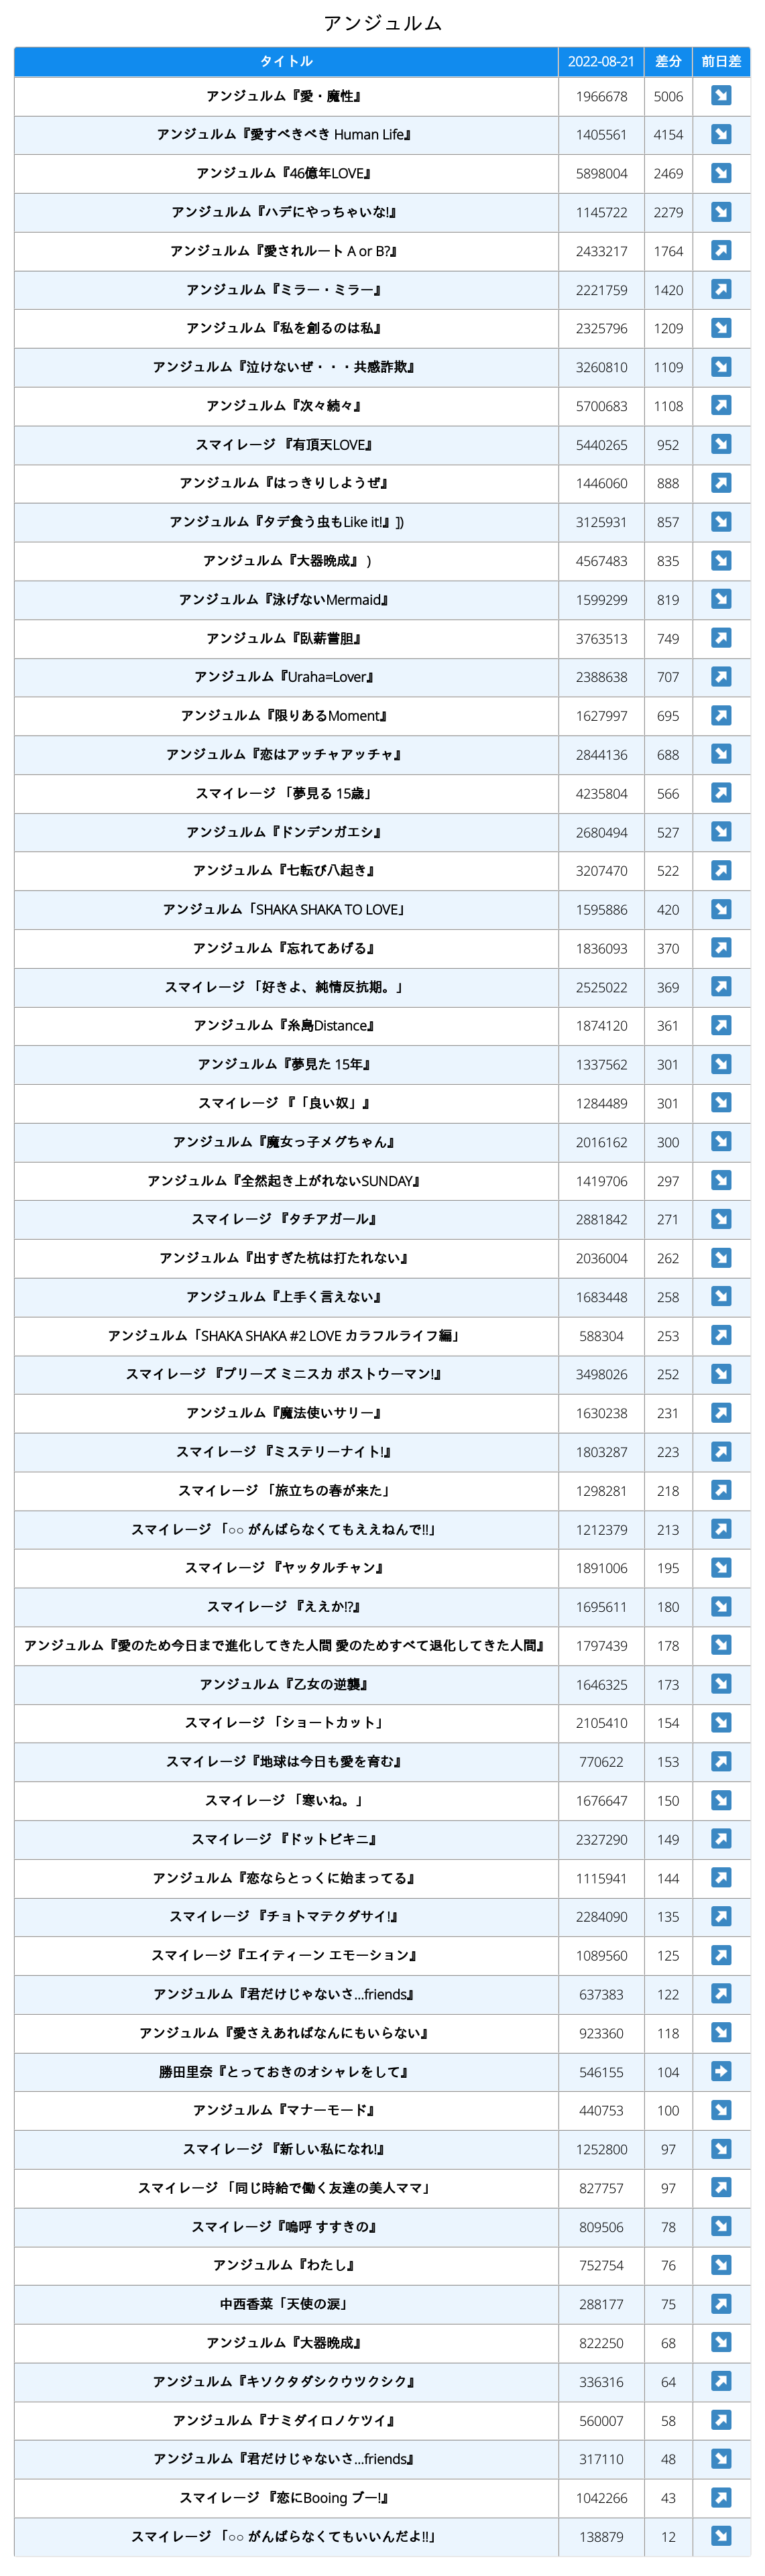 アンジュルム
タイトル 2022-08-21 差分 前日差
アンジュルム『愛・魔性』 1966678 5006
アンジュルム『愛すべきべき Human Life』 1405561 4154
アンジュルム『46億年LOVE』 5898004 2469
アンジュルム『ハデにやっちゃいな!』 1145722 2279
アンジュルム『愛されルート A or B?』 2433217 1764
アンジュルム『ミラー・ミラー』 2221759 1420
アンジュルム『私を創るのは私』 2325796 1209
アンジュルム『泣けないぜ・・・共感詐欺』 3260810 1109
アンジュルム『次々続々』 5700683 1108
スマイレージ 『有頂天LOVE』 5440265 952
アンジュルム『はっきりしようぜ』 1446060 888
アンジュルム『タデ食う虫もLike it!』]) 3125931 857
アンジュルム『大器晩成』 ) 4567483 835
アンジュルム『泳げないMermaid』 1599299 819
アンジュルム『臥薪嘗胆』 3763513 749
アンジュルム『Uraha=Lover』 2388638 707
アンジュルム『限りあるMoment』 1627997 695
アンジュルム『恋はアッチャアッチャ』 2844136 688
スマイレージ 「夢見る 15歳」 4235804 566
アンジュルム『ドンデンガエシ』 2680494 527
アンジュルム『七転び八起き』 3207470 522
アンジュルム「SHAKA SHAKA TO LOVE」 1595886 420
アンジュルム『忘れてあげる』 1836093 370
スマイレージ 「好きよ、純情反抗期。」 2525022 369
アンジュルム『糸島Distance』 1874120 361
アンジュルム『夢見た 15年』 1337562 301
スマイレージ 『「良い奴」』 1284489 301
アンジュルム『魔女っ子メグちゃん』 2016162 300
アンジュルム『全然起き上がれないSUNDAY』 1419706 297
スマイレージ 『タチアガール』 2881842 271
アンジュルム『出すぎた杭は打たれない』 2036004 262
アンジュルム『上手く言えない』 1683448 258
アンジュルム「SHAKA SHAKA #2 LOVE カラフルライフ編」 588304 253
スマイレージ 『プリーズ ミニスカ ポストウーマン!』 3498026 252
アンジュルム『魔法使いサリー』 1630238 231
スマイレージ 『ミステリーナイト!』 1803287 223
スマイレージ 「旅立ちの春が来た」 1298281 218
スマイレージ 「○○ がんばらなくてもええねんで!!」 1212379 213
スマイレージ 『ヤッタルチャン』 1891006 195
スマイレージ 『ええか!?』 1695611 180
アンジュルム『愛のため今日まで進化してきた人間 愛のためすべて退化してきた人間』 1797439 178
アンジュルム『乙女の逆襲』 1646325 173
スマイレージ 「ショートカット」 2105410 154
スマイレージ『地球は今日も愛を育む』 770622 153
スマイレージ 「寒いね。」 1676647 150
スマイレージ 『ドットビキニ』 2327290 149
アンジュルム『恋ならとっくに始まってる』 1115941 144
スマイレージ 『チョトマテクダサイ!』 2284090 135
スマイレージ『エイティーン エモーション』 1089560 125
アンジュルム『君だけじゃないさ...friends』 637383 122
アンジュルム『愛さえあればなんにもいらない』 923360 118
勝田里奈『とっておきのオシャレをして』 546155 104
アンジュルム『マナーモード』 440753 100
スマイレージ 『新しい私になれ!』 1252800 97
スマイレージ 「同じ時給で働く友達の美人ママ」 827757 97
スマイレージ『嗚呼 すすきの』 809506 78
アンジュルム『わたし』 752754 76
中西香菜「天使の涙」 288177 75
アンジュルム『大器晩成』 822250 68
アンジュルム『キソクタダシクウツクシク』 336316 64
アンジュルム『ナミダイロノケツイ』 560007 58
アンジュルム『君だけじゃないさ...friends』 317110 48
スマイレージ 『恋にBooing ブー!』 1042266 43
スマイレージ 「○○ がんばらなくてもいいんだよ!!」 138879 12